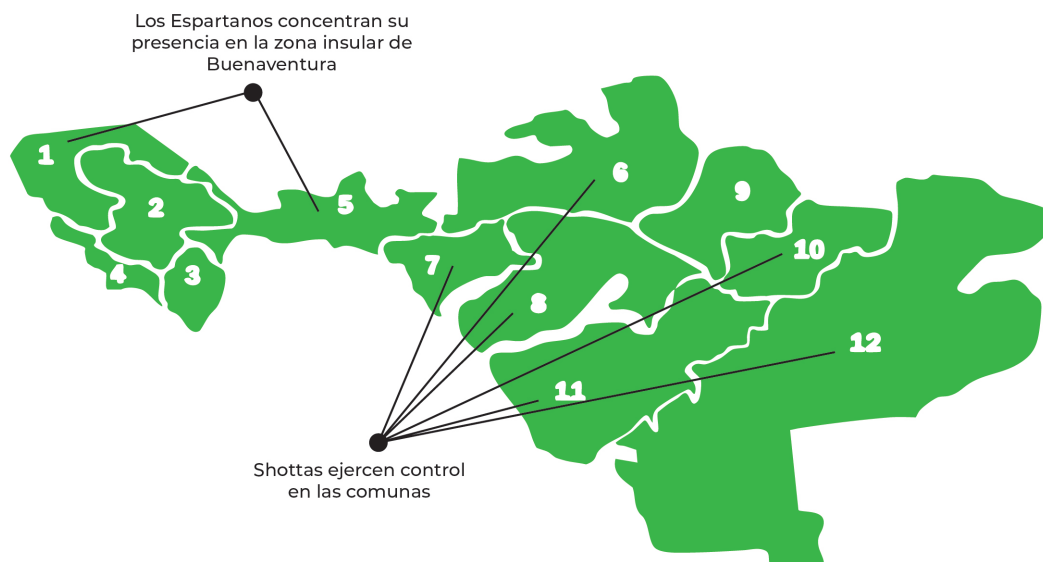 Los Espartanos concentran su
presencia en la zona insular de
Buenaventura
1
2
3
4
5
6
7
8
9
10
11
12
Shottas ejercen control
en las comunas